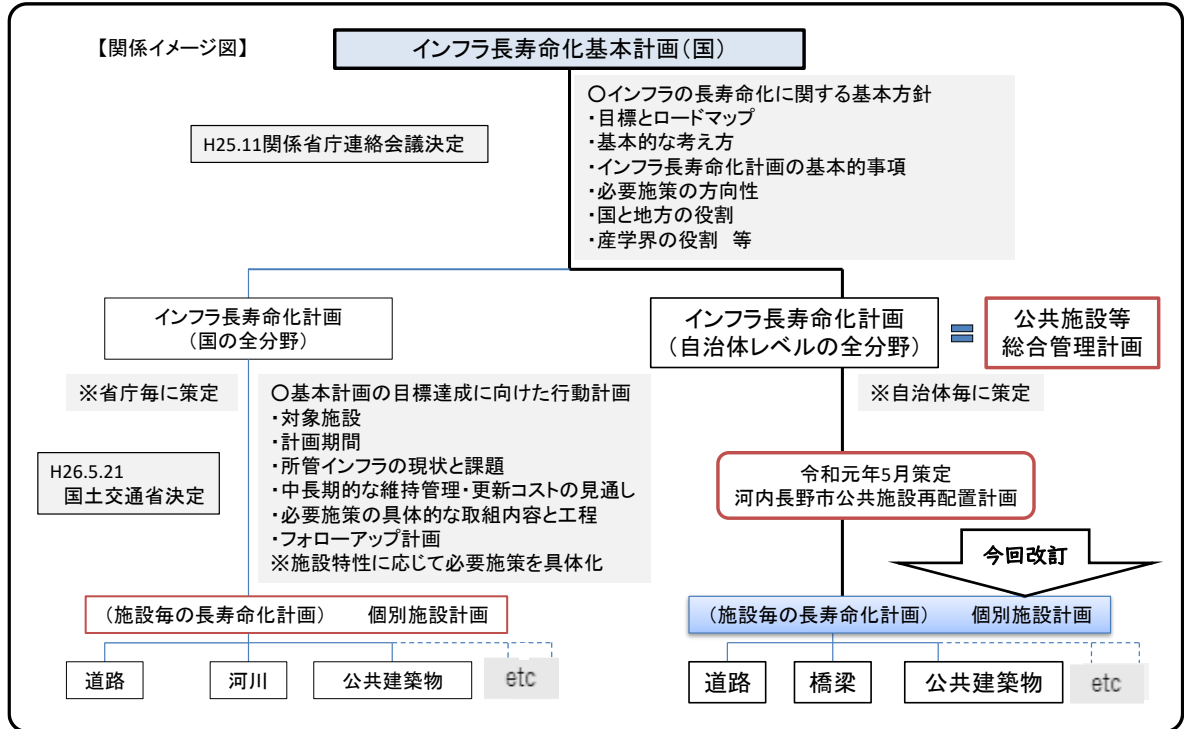 【関係イメージ図】
インフラ長寿命化基本計画(国)
H25.11関係省庁連絡会議決定
○インフラの長寿命化に関する基本方針
・目標とロードマップ
・基本的な考え方
・インフラ長寿命化計画の基本的事項
・必要施策の方向性
・国と地方の役割
・産学界の役割 等
インフラ長寿命化計画
(国の全分野)
インフラ長寿命化計画
(自治体レベルの全分野)
=
公共施設等
総合管理計画
※省庁毎に策定
○基本計画の目標達成に向けた行動計画
・対象施設
・計画期間
・所管インフラの現状と課題
・中長期的な維持管理・更新コストの見通し
・必要施策の具体的な取組内容と工程
・フォローアップ計画
※施設特性に応じて必要施策を具体化
※自治体毎に策定
H26.5.21
国土交通省決定
令和元年5月策定
河内長野市公共施設再配置計画
今回改訂
(施設毎の長寿命化計画) 個別施設計画
(施設毎の長寿命化計画) 個別施設計画
道路
河川
公共建築物
etc
道路
橋梁
公共建築物
etc